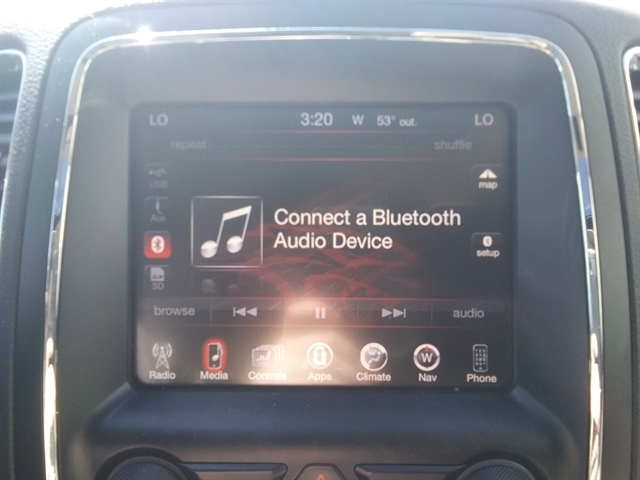 LO 3:20 W 53° out. LO
repeat shuffle
USB
map
Aux
Connect a Bluetooth
Audio Device
setup
SD
browse audio
Radio Media Controls Apps Climate Nav Phone
W